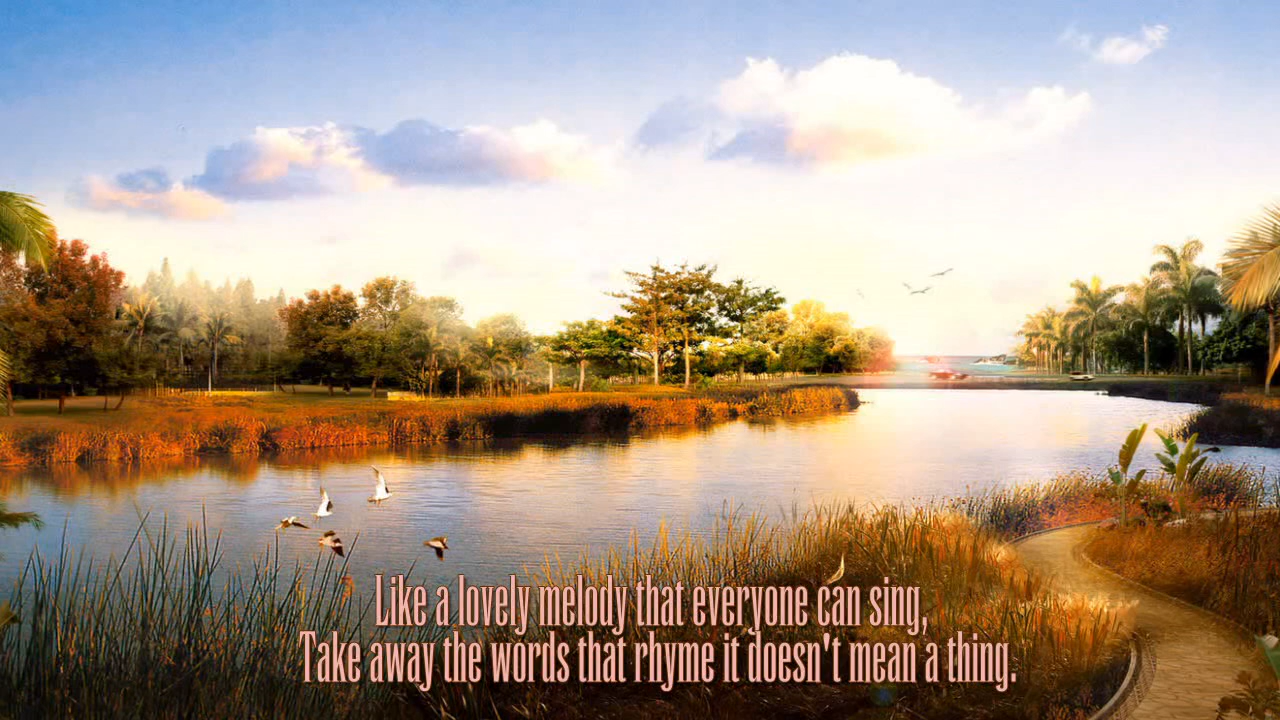 Like a lovely melody that everyone can sing,
Take away the words that rhyme it doesn't mean a thing.